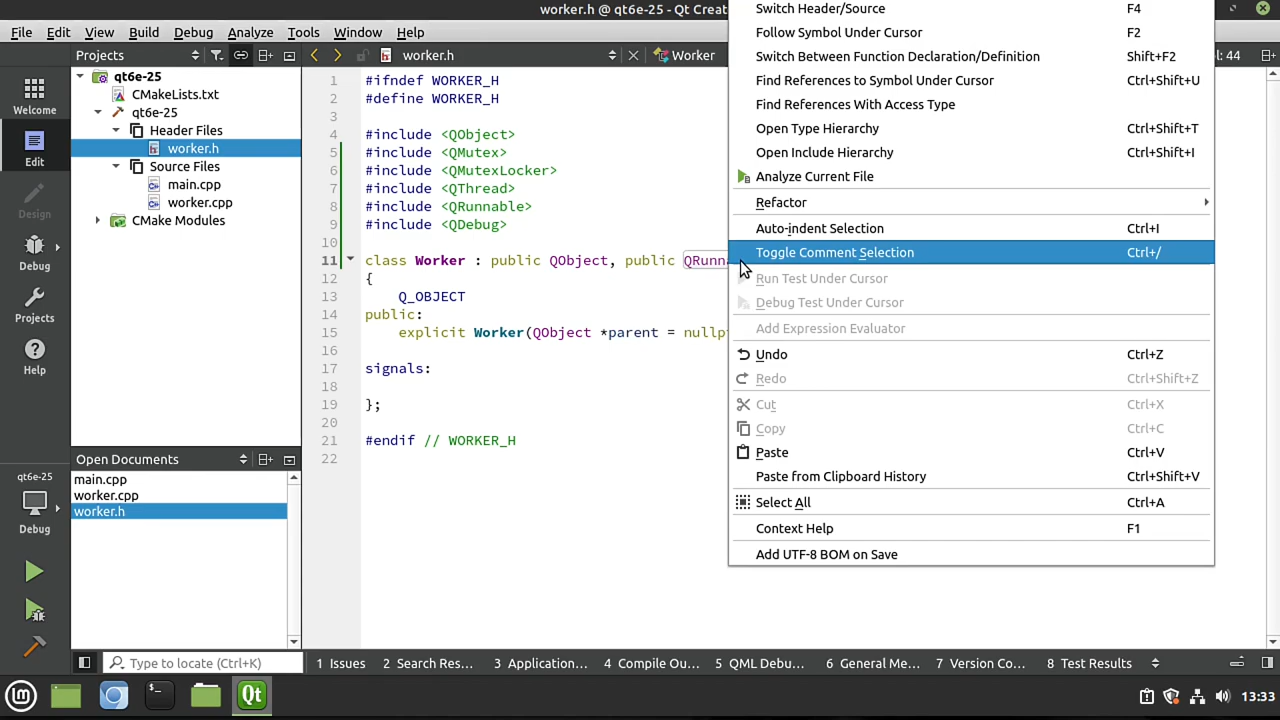 worker.h @ qt6e-25 - Qt Crea
File Edit View Build Debug Analyze Tools Window Help
Projects
worker.h
Worker
: 44
Welcome
Edit
Design
Debug
Projects
Help
qt6e-25
Debug
qt6e-25
CMakeLists.txt
qt6e-25
Header Files
worker.h
Source Files
main.cpp
worker.cpp
CMake Modules
Open Documents
main.cpp
worker.cpp
worker.h
1 #ifndef WORKER_H
2 #define WORKER_H
3
4 #include <QObject>
5 #include <QMutex>
6 #include <QMutexLocker>
7 #include <QThread>
8 #include <QRunnable>
9 #include <QDebug>
10
11 class Worker : public QObject, public QRunn
12 {
13 Q_OBJECT
14 public:
15 explicit Worker(QObject *parent = nullp
16
17 signals:
18
19 };
20
21 #endif // WORKER_H
22
Switch Header/Source F4
Follow Symbol Under Cursor F2
Switch Between Function Declaration/Definition Shift+F2
Find References to Symbol Under Cursor Ctrl+Shift+U
Find References With Access Type
Open Type Hierarchy Ctrl+Shift+T
Open Include Hierarchy Ctrl+Shift+I
Analyze Current File
Refactor
Auto-indent Selection Ctrl+I
Toggle Comment Selection Ctrl+/
Run Test Under Cursor
Debug Test Under Cursor
Add Expression Evaluator
Undo Ctrl+Z
Redo Ctrl+Shift+Z
Cut Ctrl+X
Copy Ctrl+C
Paste Ctrl+V
Paste from Clipboard History Ctrl+Shift+V
Select All Ctrl+A
Context Help F1
Add UTF-8 BOM on Save
Type to locate (Ctrl+K)
1 Issues 2 Search Res... 3 Application... 4 Compile Ou... 5 QML Debu... 6 General Me... 7 Version Co... 8 Test Results
Qt
13:33